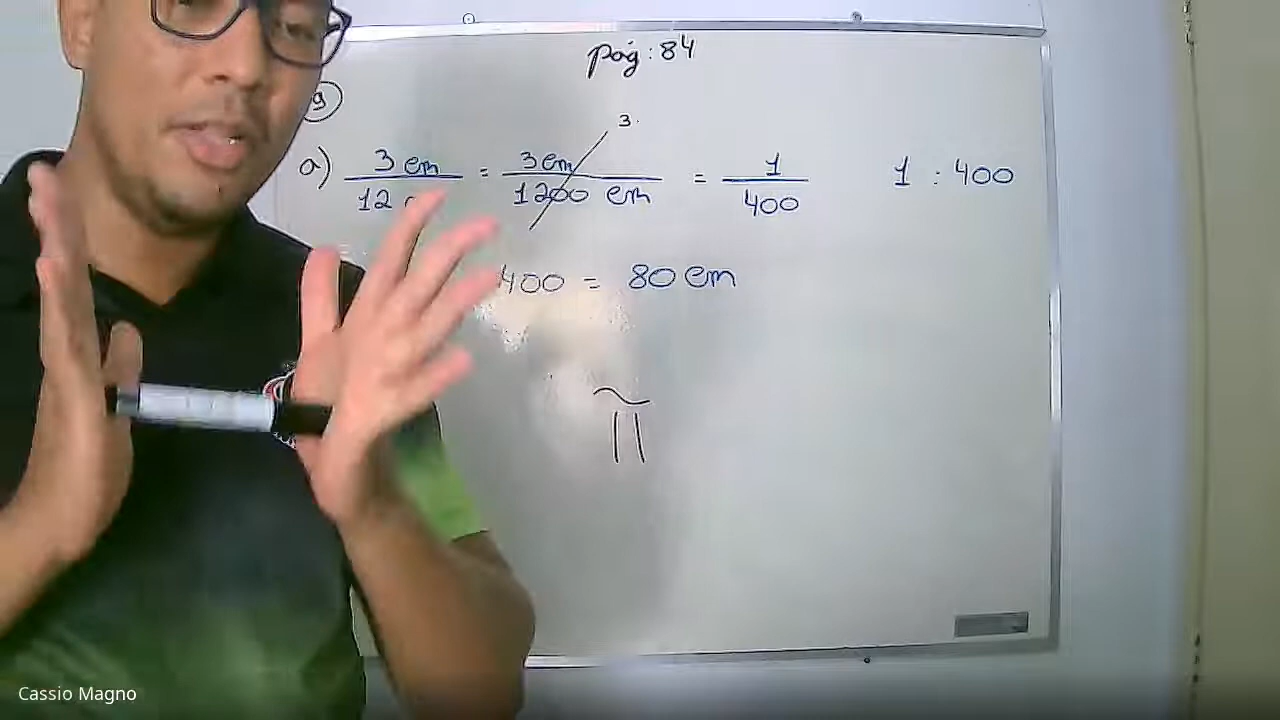 pág: 84
9
a) 3 cm / 12 = 3 cm / 1200 cm = 1 / 400 1 : 400
3.
400 = 80 cm
Cassio Magno